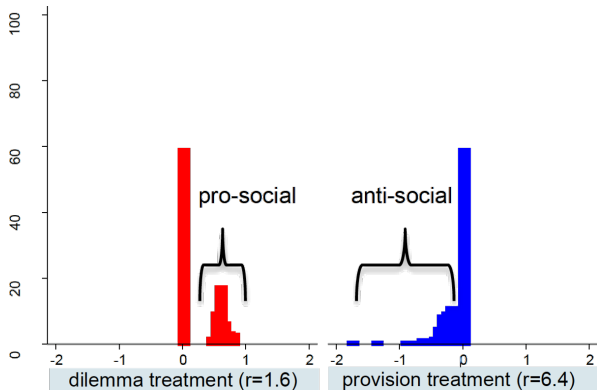 100
80
60
40
20
0
pro-social
anti-social
-2 -1 0 1 2
-2 -1 0 1 2
dilemma treatment (r=1.6)
provision treatment (r=6.4)